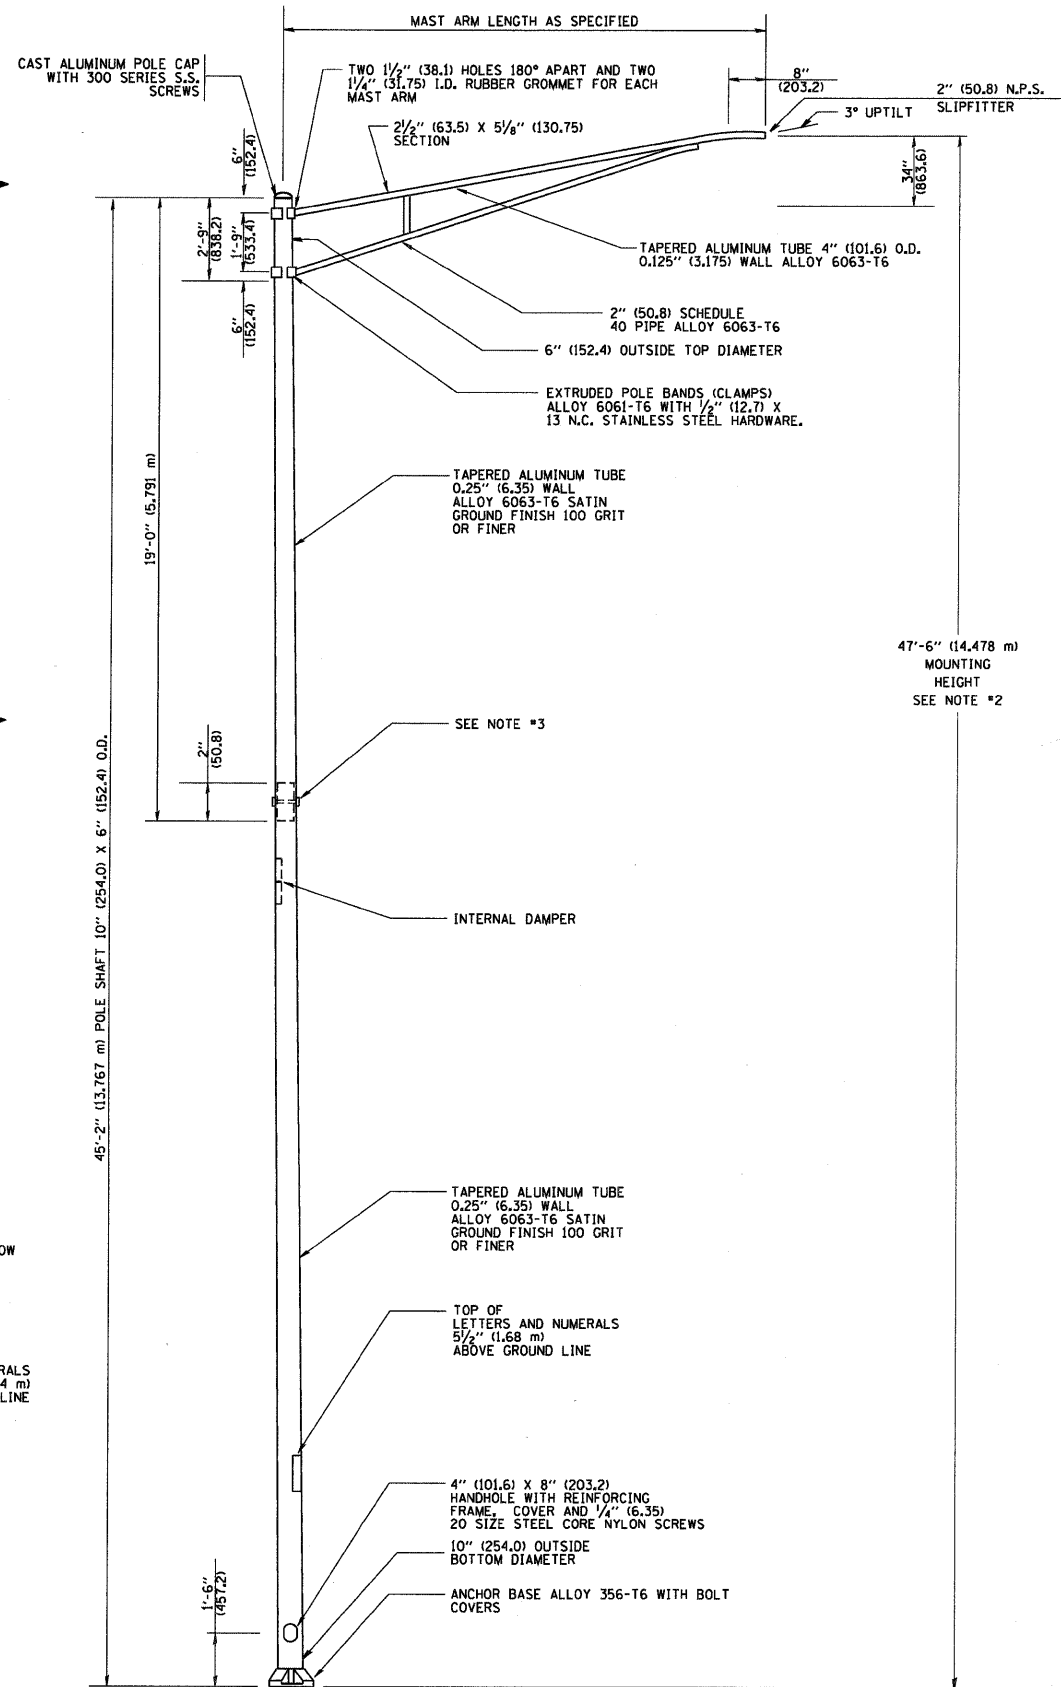 MAST ARM LENGTH AS SPECIFIED
CAST ALUMINUM POLE CAP
WITH 300 SERIES S.S.
SCREWS
TWO 1 1/2" (38.1) HOLES 180° APART AND TWO
1 1/4" (31.75) I.D. RUBBER GROMMET FOR EACH
MAST ARM
8"
(203.2)
2" (50.8) N.P.S.
SLIPFITTER
3° UPTILT
2 1/2" (63.5) X 5 1/8" (130.75)
SECTION
6"
(152.4)
34"
(863.6)
2'-9"
(838.2)
1'-9"
(533.4)
6"
(152.4)
TAPERED ALUMINUM TUBE 4" (101.6) O.D.
0.125" (3.175) WALL ALLOY 6063-T6
2" (50.8) SCHEDULE
40 PIPE ALLOY 6063-T6
6" (152.4) OUTSIDE TOP DIAMETER
EXTRUDED POLE BANDS (CLAMPS)
ALLOY 6061-T6 WITH 1/2" (12.7) X
13 N.C. STAINLESS STEEL HARDWARE.
TAPERED ALUMINUM TUBE
0.25" (6.35) WALL
ALLOY 6063-T6 SATIN
GROUND FINISH 100 GRIT
OR FINER
19'-0" (5.791 m)
47'-6" (14.478 m)
MOUNTING
HEIGHT
SEE NOTE #2
SEE NOTE #3
2"
(50.8)
45'-2" (13.767 m) POLE SHAFT 10" (254.0) X 6" (152.4) O.D.
INTERNAL DAMPER
TAPERED ALUMINUM TUBE
0.25" (6.35) WALL
ALLOY 6063-T6 SATIN
GROUND FINISH 100 GRIT
OR FINER
OW
TOP OF
LETTERS AND NUMERALS
5 1/2" (1.68 m)
ABOVE GROUND LINE
RALS
4 m)
LINE
4" (101.6) X 8" (203.2)
HANDHOLE WITH REINFORCING
FRAME, COVER AND 1/4" (6.35)
20 SIZE STEEL CORE NYLON SCREWS
10" (254.0) OUTSIDE
BOTTOM DIAMETER
1'-6"
(457.2)
ANCHOR BASE ALLOY 356-T6 WITH BOLT
COVERS